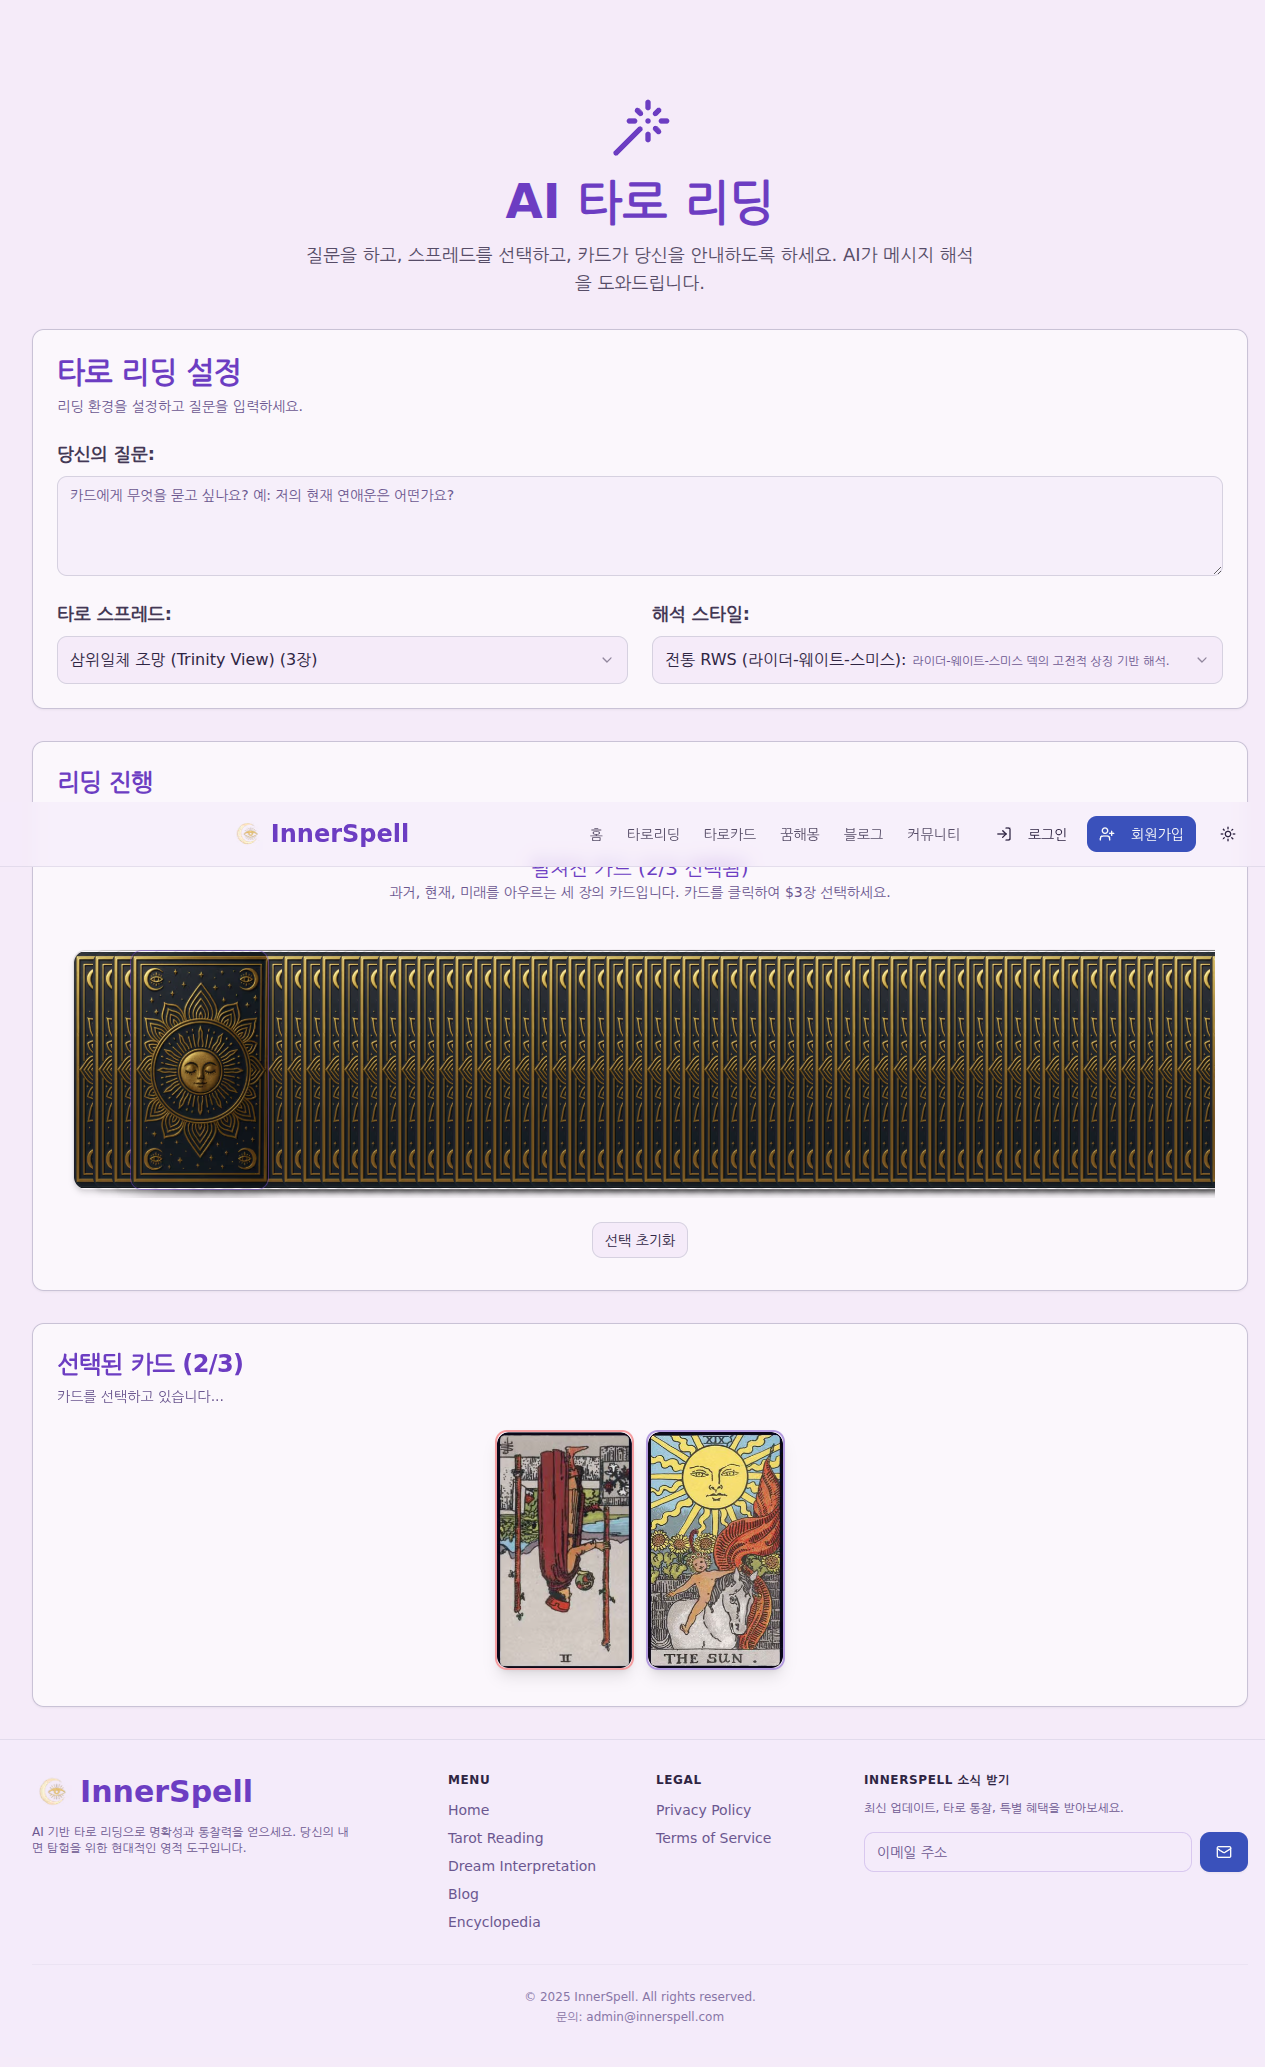 AI 타로 리딩
질문을 하고, 스프레드를 선택하고, 카드가 당신을 안내하도록 하세요. AI가 메시지 해석
을 도와드립니다.
타로 리딩 설정
리딩 환경을 설정하고 질문을 입력하세요.
당신의 질문:
카드에게 무엇을 묻고 싶나요? 예: 저의 현재 연애운은 어떤가요?
타로 스프레드:
해석 스타일:
삼위일체 조망 (Trinity View) (3장)
전통 RWS (라이더-웨이트-스미스): 라이더-웨이트-스미스 덱의 고전적 상징 기반 해석.
리딩 진행
InnerSpell
홈 타로리딩 타로카드 꿈해몽 블로그 커뮤니티 로그인 회원가입
펼쳐진 카드 (2/3 선택됨)
과거, 현재, 미래를 아우르는 세 장의 카드입니다. 카드를 클릭하여 $3장 선택하세요.
선택 초기화
선택된 카드 (2/3)
카드를 선택하고 있습니다...
II
XIX
THE SUN .
InnerSpell
AI 기반 타로 리딩으로 명확성과 통찰력을 얻으세요. 당신의 내
면 탐험을 위한 현대적인 영적 도구입니다.
MENU
Home
Tarot Reading
Dream Interpretation
Blog
Encyclopedia
LEGAL
Privacy Policy
Terms of Service
INNERSPELL 소식 받기
최신 업데이트, 타로 통찰, 특별 혜택을 받아보세요.
이메일 주소
© 2025 InnerSpell. All rights reserved.
문의: admin@innerspell.com